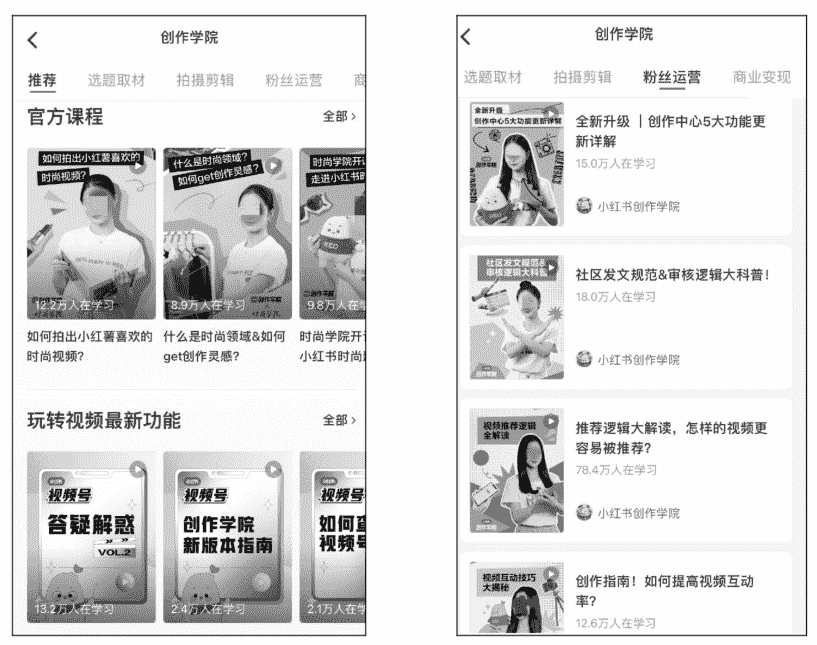 创作学院
推荐 选题取材 拍摄剪辑 粉丝运营 商
官方课程 全部
如何拍出小红薯喜欢的
时尚视频?
12.2万人在学习
如何拍出小红薯喜欢的
时尚视频?
什么是时尚领域?
如何get创作灵感?
8.9万人在学习
创作学院
什么是时尚领域&如何
get创作灵感?
时尚学院开
走进小红书时
RED
9.8万人在学习
时尚学院开
小红书时尚
玩转视频最新功能 全部
视频号
答疑解惑
VOL.2
13.2万人在学习
视频号
创作学院
新版本指南
2.4万人在学习
视频号
如何
视频号
2.1万人在学
创作学院
选题取材 拍摄剪辑 粉丝运营 商业变现
全新升级
创作中心5大功能更新详解
全新升级 | 创作中心5大功能更
新详解
15.0万人在学习
小红书创作学院
社区发文规范&
审核逻辑大科普
社区发文规范&审核逻辑大科普!
18.0万人在学习
小红书创作学院
视频推荐逻辑
全解读
推荐逻辑大解读,怎样的视频更
容易被推荐?
78.4万人在学习
小红书创作学院
视频互动技巧
大揭秘
创作指南!如何提高视频互动
率?
12.6万人在学习